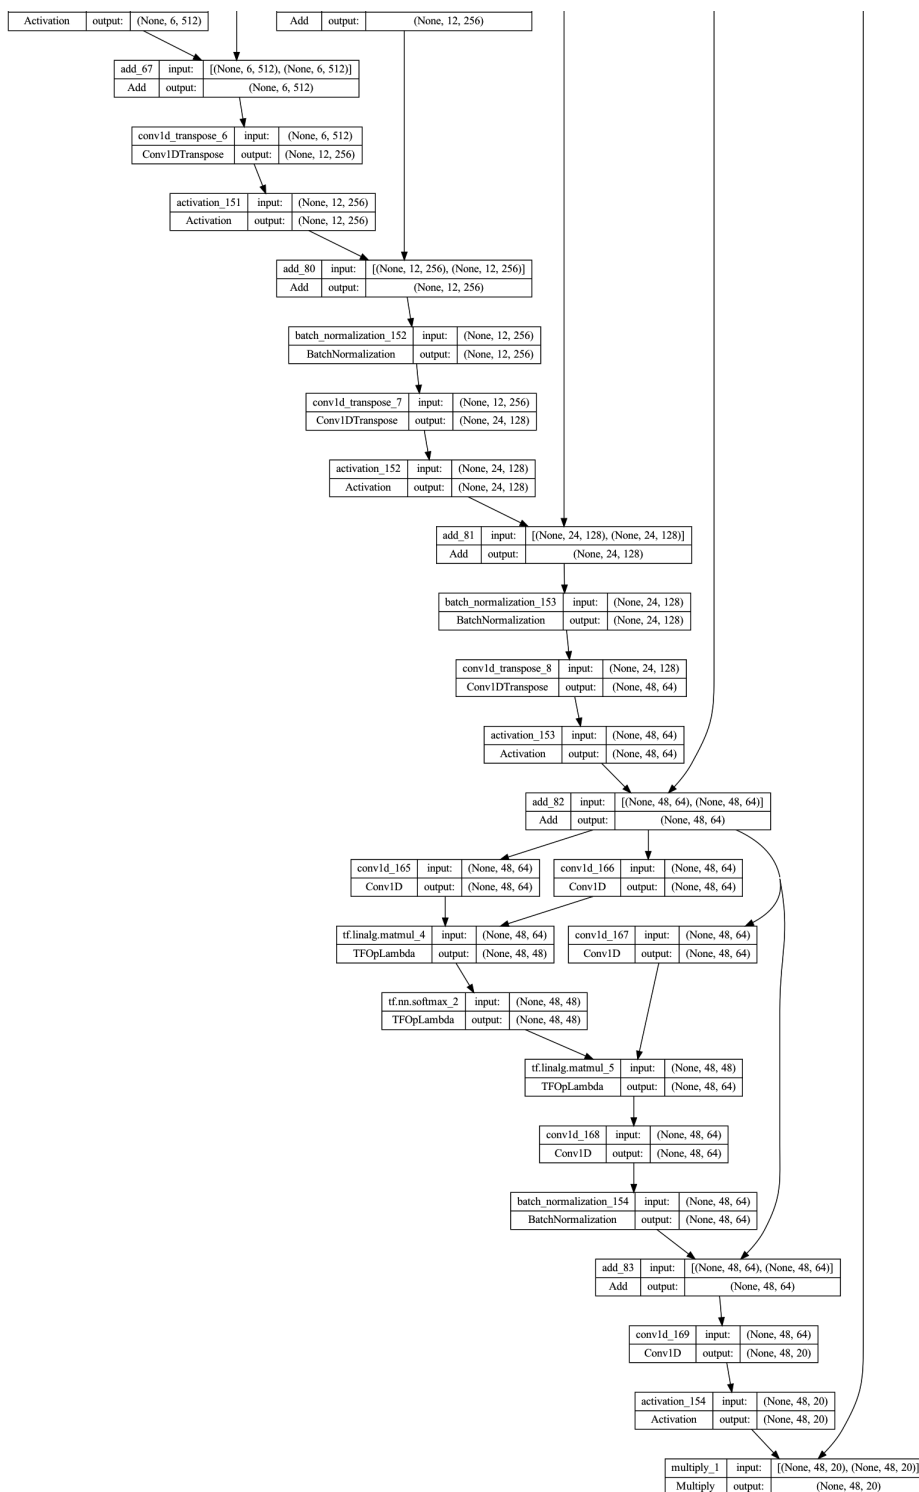 Activation output: (None, 6, 512)
Add output: (None, 12, 256)
add_67 input: [(None, 6, 512), (None, 6, 512)]
Add output: (None, 6, 512)
conv1d_transpose_6 input: (None, 6, 512)
Conv1DTranspose output: (None, 12, 256)
activation_151 input: (None, 12, 256)
Activation output: (None, 12, 256)
add_80 input: [(None, 12, 256), (None, 12, 256)]
Add output: (None, 12, 256)
batch_normalization_152 input: (None, 12, 256)
BatchNormalization output: (None, 12, 256)
conv1d_transpose_7 input: (None, 12, 256)
Conv1DTranspose output: (None, 24, 128)
activation_152 input: (None, 24, 128)
Activation output: (None, 24, 128)
add_81 input: [(None, 24, 128), (None, 24, 128)]
Add output: (None, 24, 128)
batch_normalization_153 input: (None, 24, 128)
BatchNormalization output: (None, 24, 128)
conv1d_transpose_8 input: (None, 24, 128)
Conv1DTranspose output: (None, 48, 64)
activation_153 input: (None, 48, 64)
Activation output: (None, 48, 64)
add_82 input: [(None, 48, 64), (None, 48, 64)]
Add output: (None, 48, 64)
conv1d_165 input: (None, 48, 64)
Conv1D output: (None, 48, 64)
conv1d_166 input: (None, 48, 64)
Conv1D output: (None, 48, 64)
tf.linalg.matmul_4 input: (None, 48, 64)
TFOpLambda output: (None, 48, 48)
conv1d_167 input: (None, 48, 64)
Conv1D output: (None, 48, 64)
tf.nn.softmax_2 input: (None, 48, 48)
TFOpLambda output: (None, 48, 48)
tf.linalg.matmul_5 input: (None, 48, 48)
TFOpLambda output: (None, 48, 64)
conv1d_168 input: (None, 48, 64)
Conv1D output: (None, 48, 64)
batch_normalization_154 input: (None, 48, 64)
BatchNormalization output: (None, 48, 64)
add_83 input: [(None, 48, 64), (None, 48, 64)]
Add output: (None, 48, 64)
conv1d_169 input: (None, 48, 64)
Conv1D output: (None, 48, 20)
activation_154 input: (None, 48, 20)
Activation output: (None, 48, 20)
multiply_1 input: [(None, 48, 20), (None, 48, 20)]
Multiply output: (None, 48, 20)